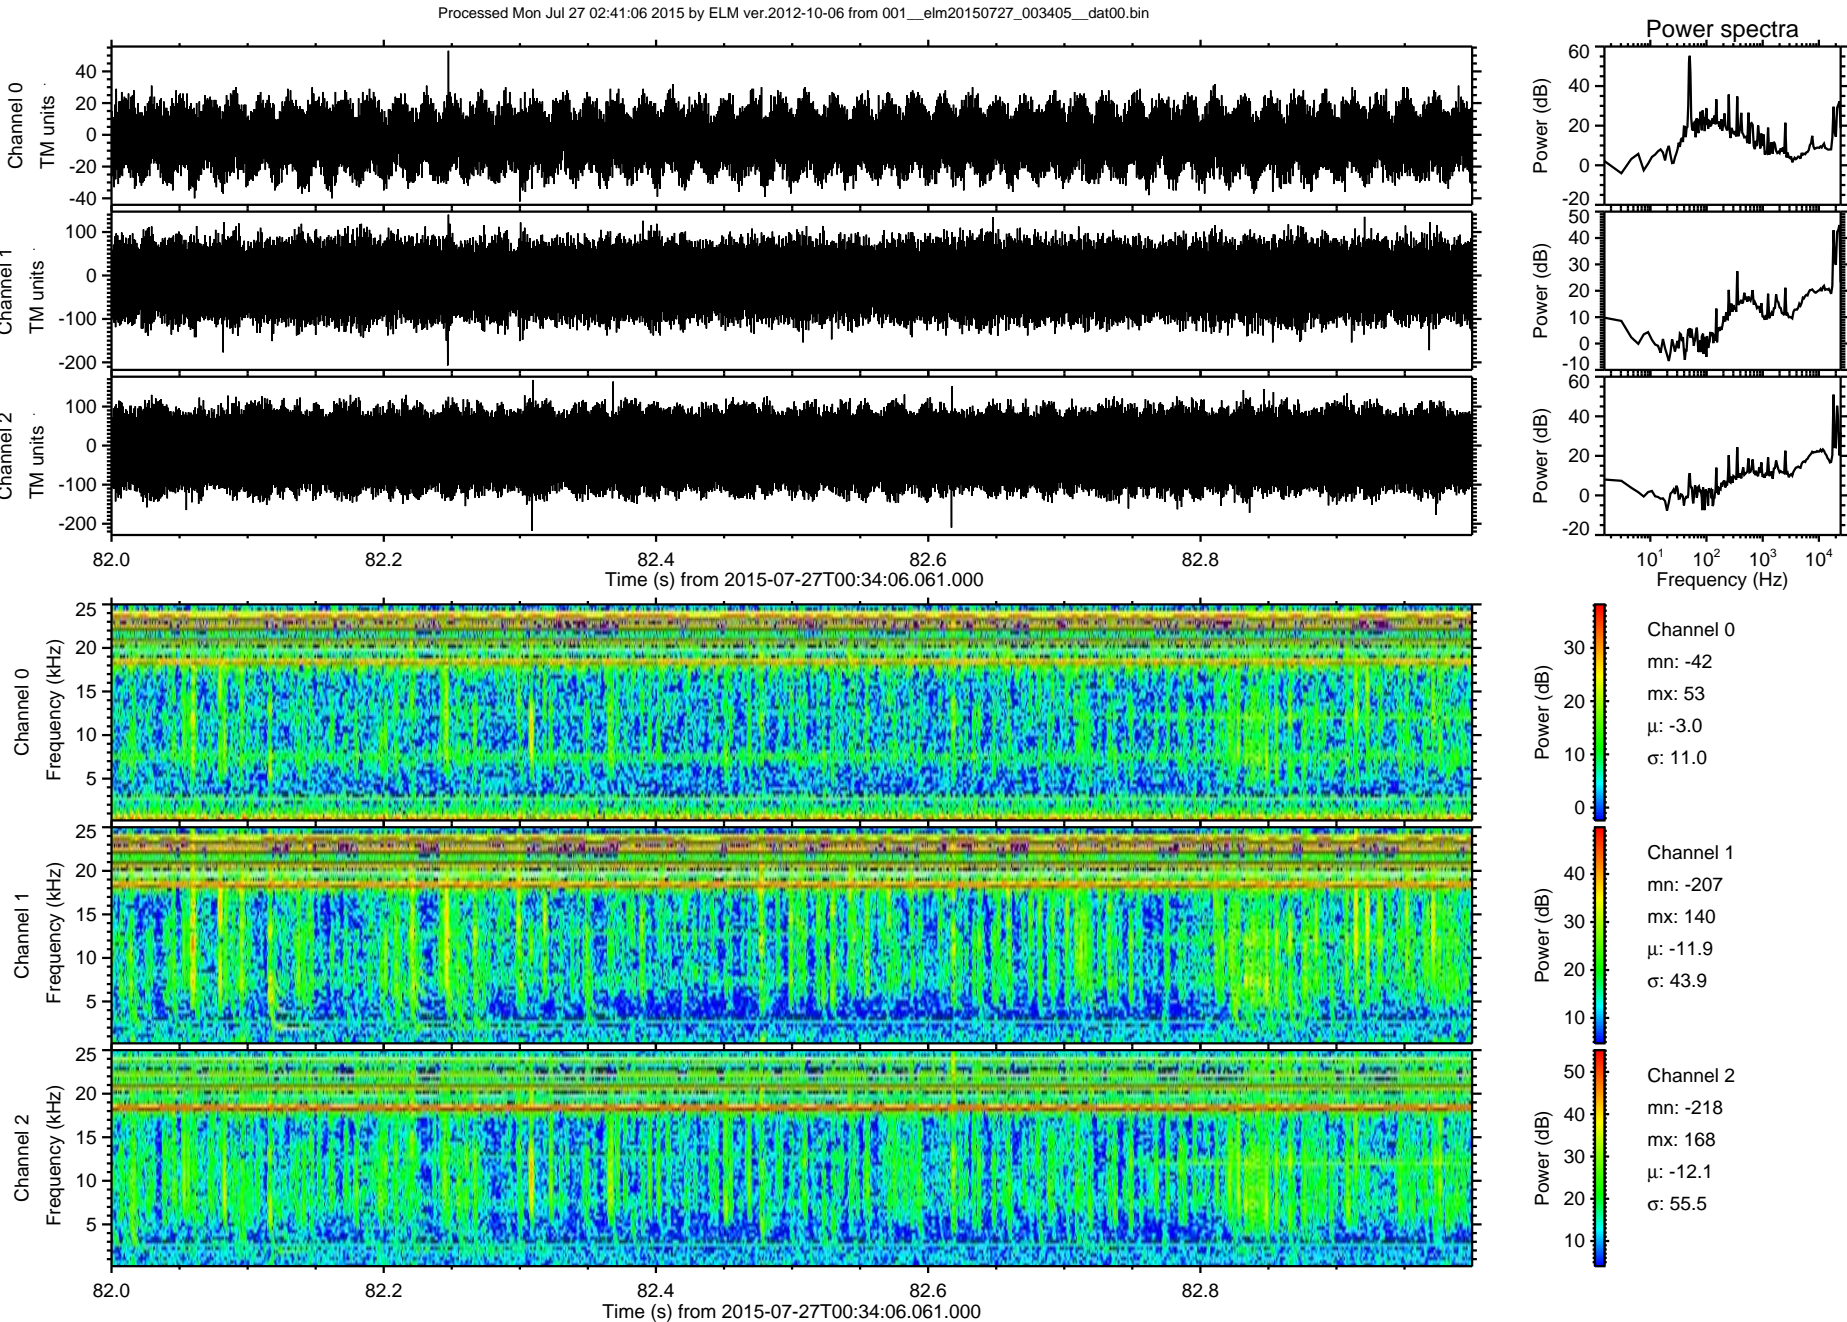 Processed Mon Jul 27 02:41:06 2015 by ELM ver.2012-10-06 from 001__elm20150727_003405__dat00.bin
Power spectra
Channel 0
TM units
40
20
0
-20
-40
Power (dB)
60
40
20
0
-20
Channel 1
TM units
100
0
-100
-200
Power (dB)
50
40
30
20
10
0
-10
Channel 2
TM units
100
0
-100
-200
Power (dB)
60
40
20
0
-20
82.0 82.2 82.4 82.6 82.8
Time (s) from 2015-07-27T00:34:06.061.000
10¹ 10² 10³ 10⁴
Frequency (Hz)
Channel 0
Frequency (kHz)
25
20
15
10
5
Power (dB)
30
20
10
0
Channel 0
mn: -42
mx: 53
μ: -3.0
σ: 11.0
Channel 1
Frequency (kHz)
25
20
15
10
5
Power (dB)
40
30
20
10
Channel 1
mn: -207
mx: 140
μ: -11.9
σ: 43.9
Channel 2
Frequency (kHz)
25
20
15
10
5
Power (dB)
50
40
30
20
10
Channel 2
mn: -218
mx: 168
μ: -12.1
σ: 55.5
82.0 82.2 82.4 82.6 82.8
Time (s) from 2015-07-27T00:34:06.061.000